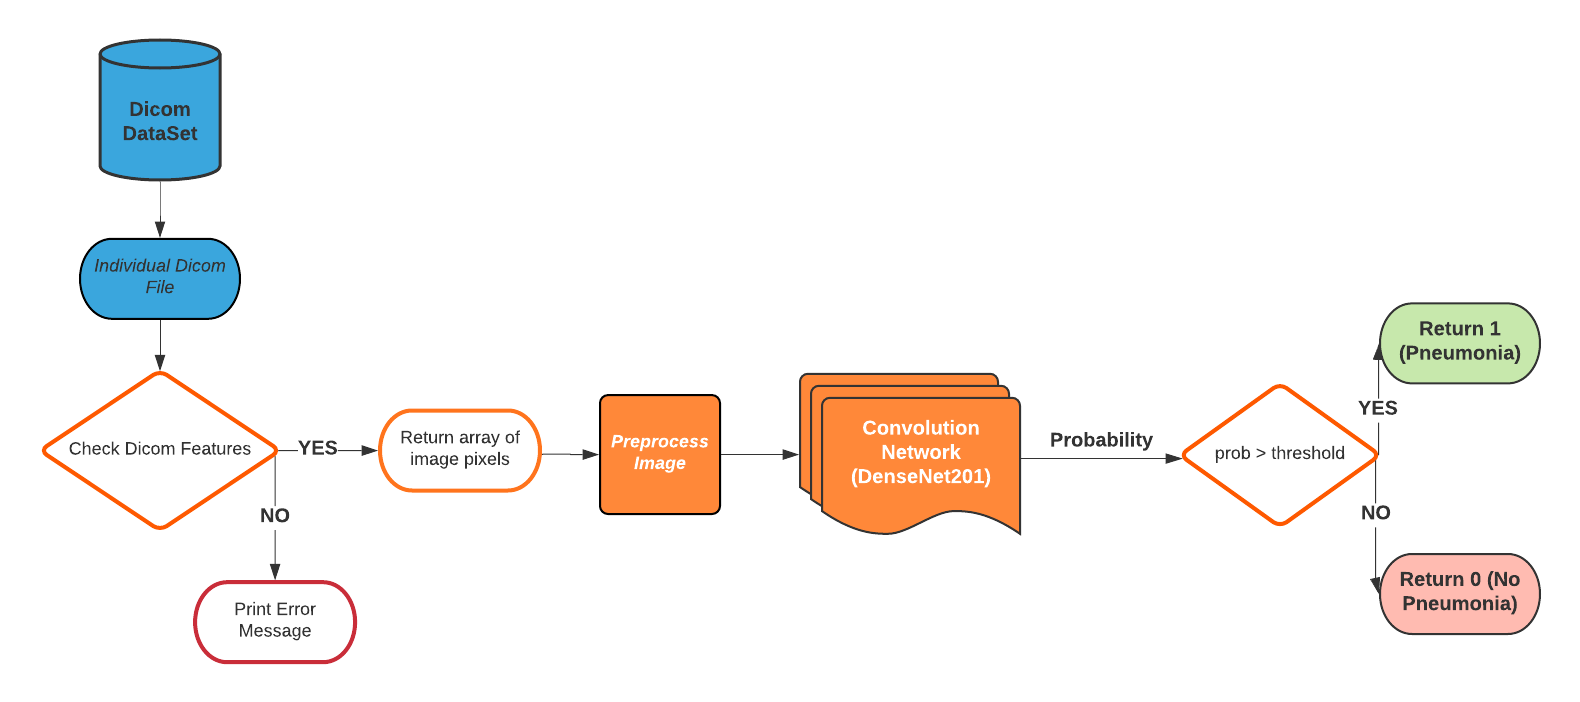 Dicom
DataSet
Individual Dicom
File
Check Dicom Features
YES
NO
Print Error
Message
Return array of
image pixels
Preprocess
Image
Convolution
Network
(DenseNet201)
Probability
prob > threshold
YES
Return 1
(Pneumonia)
NO
Return 0 (No
Pneumonia)